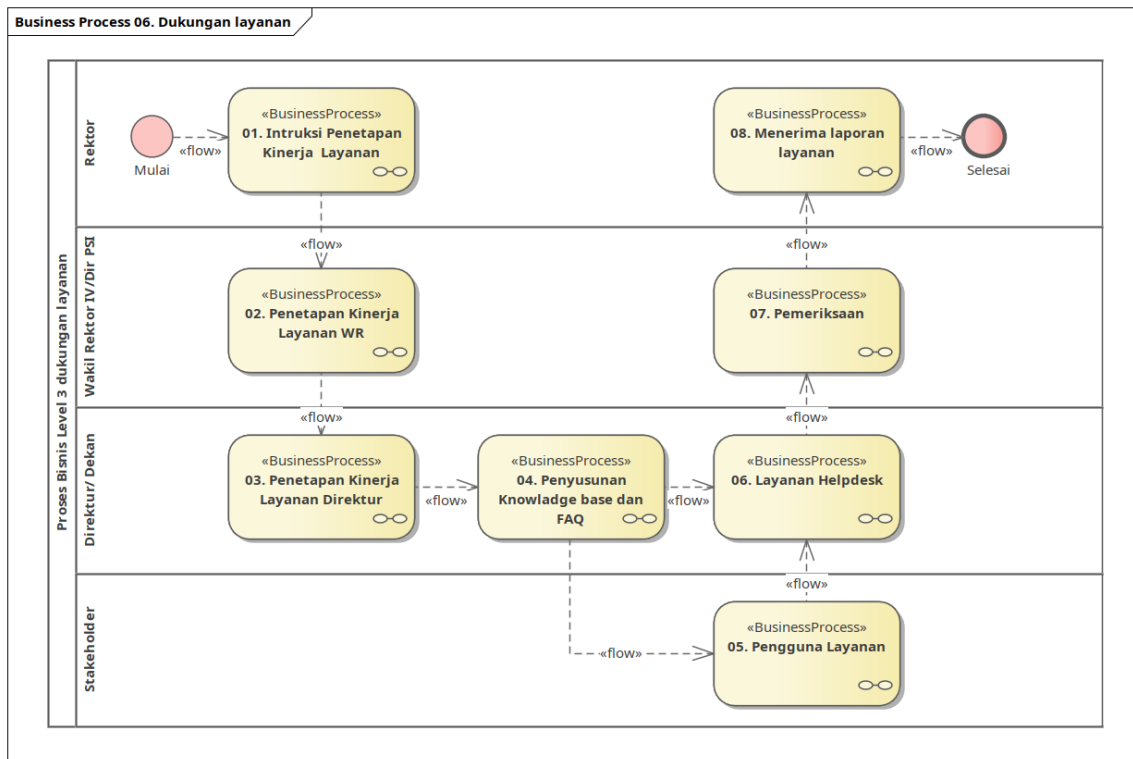 Business Process 06. Dukungan layanan
Proses Bisnis Level 3 dukungan layanan
Rektor
Mulai
«flow»
«BusinessProcess»
01. Intruksi Penetapan
Kinerja Layanan
«BusinessProcess»
08. Menerima laporan
layanan
«flow»
Selesai
«flow»
«flow»
Wakil Rektor IV/Dir PSI
«BusinessProcess»
02. Penetapan Kinerja
Layanan WR
«BusinessProcess»
07. Pemeriksaan
«flow»
«flow»
Direktur/ Dekan
«BusinessProcess»
03. Penetapan Kinerja
Layanan Direktur
«flow»
«BusinessProcess»
04. Penyusunan
Knowladge base dan
FAQ
«flow»
«BusinessProcess»
06. Layanan Helpdesk
«flow»
Stakeholder
«flow»
«BusinessProcess»
05. Pengguna Layanan